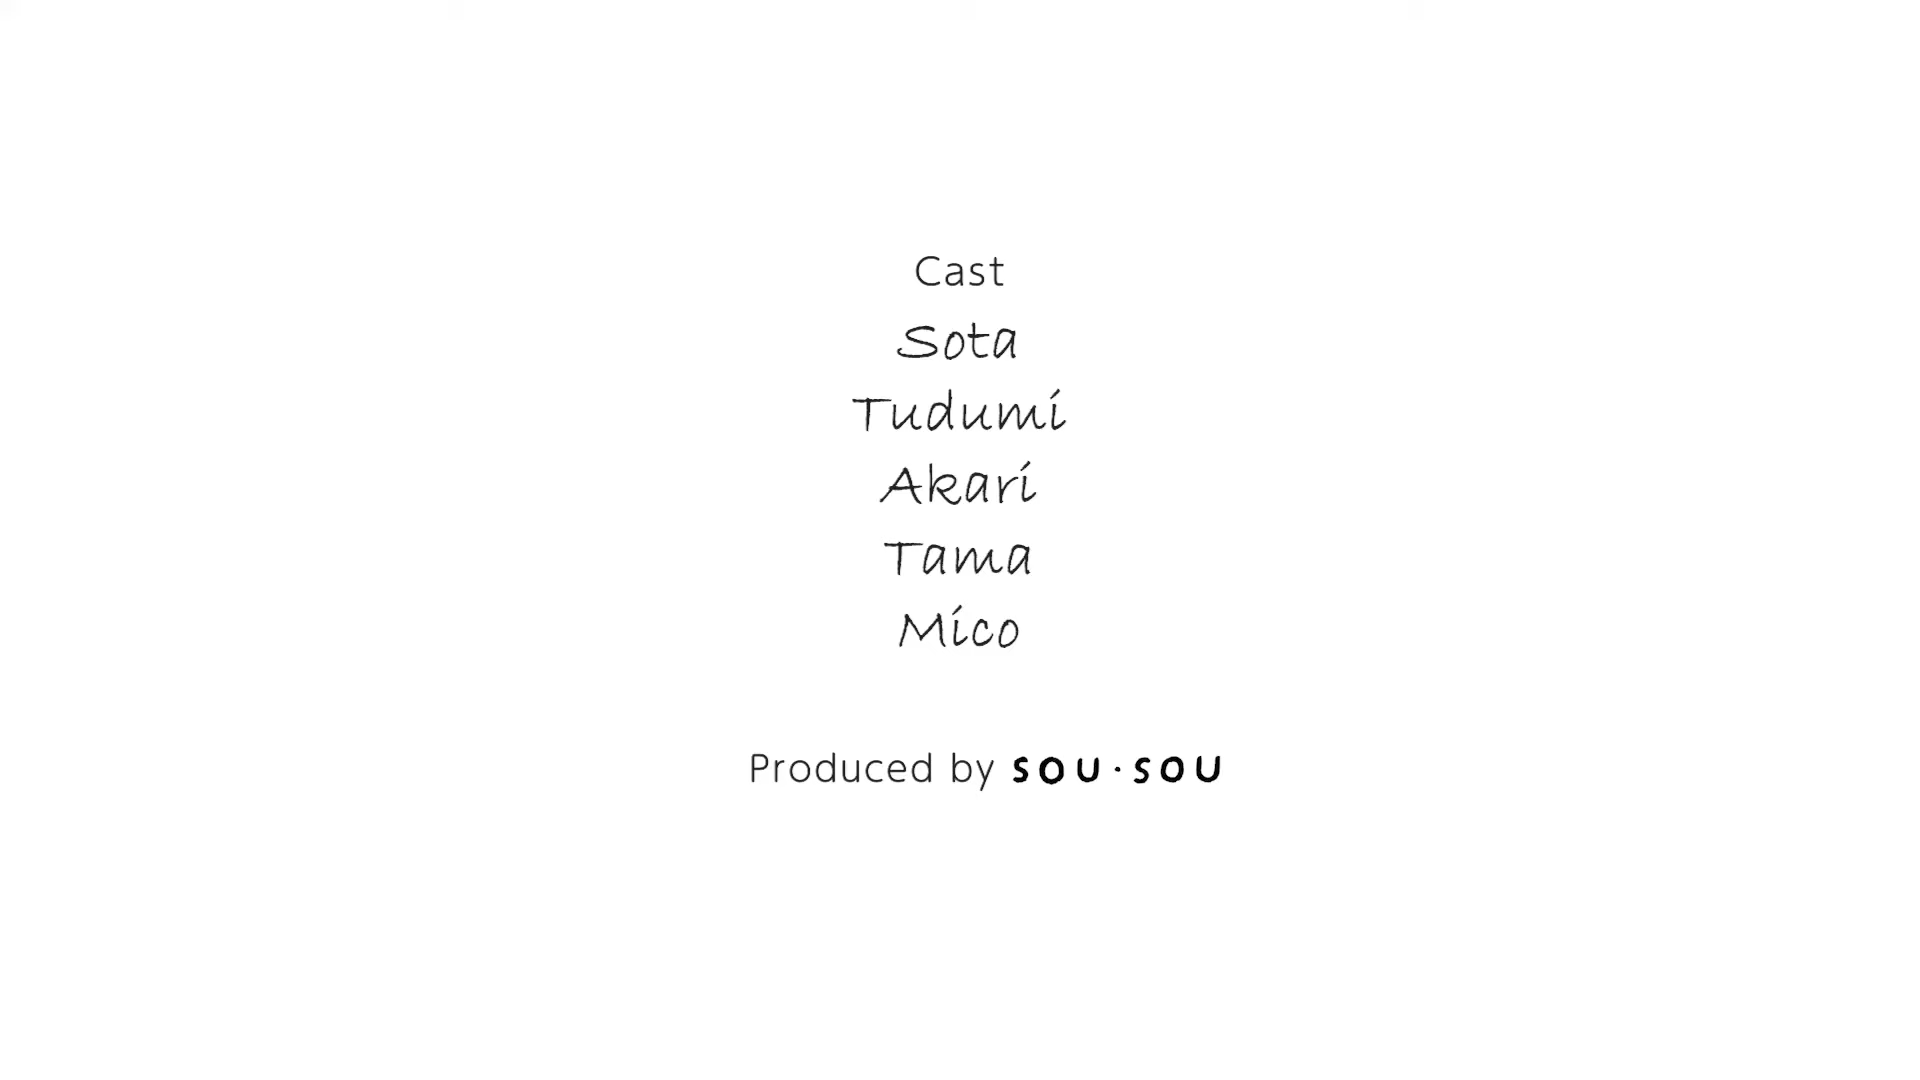 Cast
Sota
Tudumi
Akari
Tama
Mico
Produced by SOU・SOU